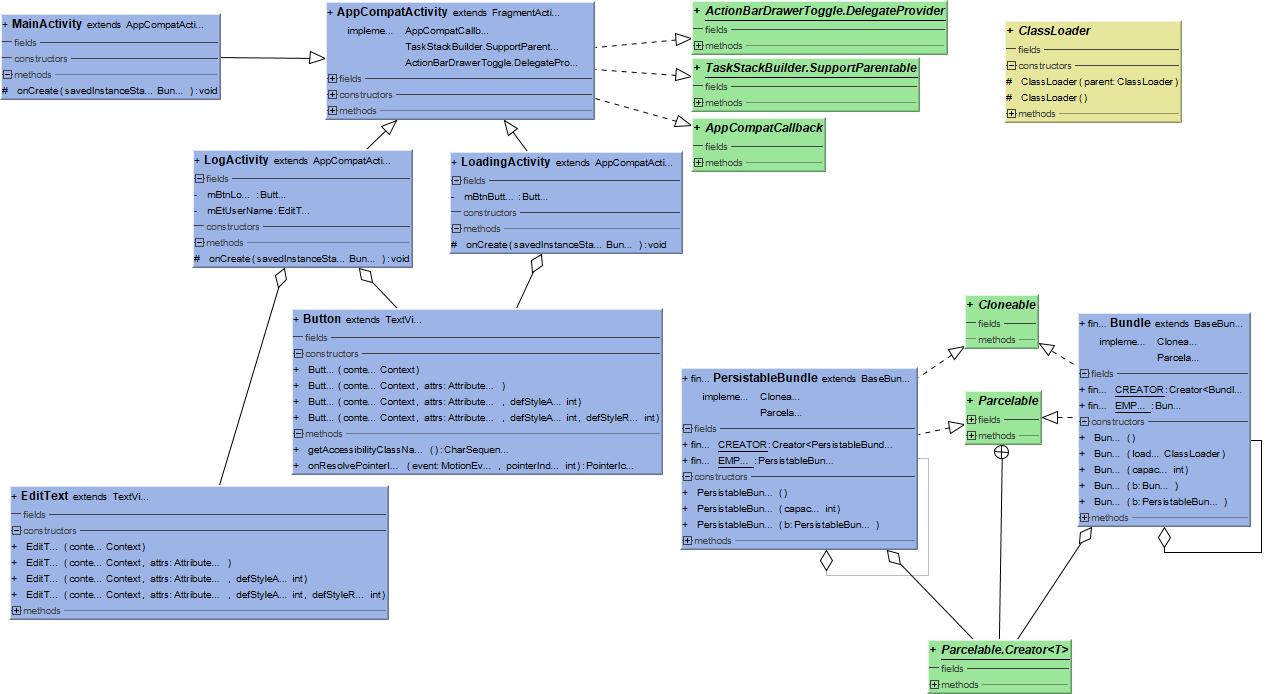 + MainActivity extends AppCompatActi...
fields
constructors
methods
# onCreate ( savedInstanceSta... Bun... ) : void
+ AppCompatActivity extends FragmentActi...
impleme... AppCompatCallb...
TaskStackBuilder.SupportParent...
ActionBarDrawerToggle.DelegatePro...
fields
constructors
methods
+ ActionBarDrawerToggle.DelegateProvider
fields
methods
+ TaskStackBuilder.SupportParentable
fields
methods
+ AppCompatCallback
fields
methods
+ ClassLoader
fields
constructors
# ClassLoader ( parent: ClassLoader )
# ClassLoader ( )
methods
+ LogActivity extends AppCompatActi...
fields
- mBtnLo... : Butt...
- mEtUserName : EditT...
constructors
methods
# onCreate ( savedInstanceSta... Bun... ) : void
+ LoadingActivity extends AppCompatActi...
fields
- mBtnButt... : Butt...
constructors
methods
# onCreate ( savedInstanceSta... Bun... ) : void
+ Button extends TextVi...
fields
constructors
+ Butt... ( conte... Context )
+ Butt... ( conte... Context, attrs: Attribute... )
+ Butt... ( conte... Context, attrs: Attribute... , defStyleA... int )
+ Butt... ( conte... Context, attrs: Attribute... , defStyleA... int, defStyleR... int )
methods
+ getAccessibilityClassNa... ( ) : CharSequen...
+ onResolvePointerI... ( event: MotionEv... , pointerInd... int ) : PointerIc...
+ EditText extends TextVi...
fields
constructors
+ EditT... ( conte... Context )
+ EditT... ( conte... Context, attrs: Attribute... )
+ EditT... ( conte... Context, attrs: Attribute... , defStyleA... int )
+ EditT... ( conte... Context, attrs: Attribute... , defStyleA... int, defStyleR... int )
methods
+ fin... PersistableBundle extends BaseBun...
impleme... Clonea...
Parcela...
fields
+ fin... CREATOR : Creator<PersistableBund...
+ fin... EMP... : PersistableBun...
constructors
+ PersistableBun... ( )
+ PersistableBun... ( capac... int )
+ PersistableBun... ( b: PersistableBun... )
methods
+ Cloneable
fields
methods
+ Parcelable
fields
methods
+ fin... Bundle extends BaseBun...
impleme... Clonea...
Parcela...
fields
+ fin... CREATOR : Creator<Bundl...
+ fin... EMP... : Bun...
constructors
+ Bun... ( )
+ Bun... ( load... ClassLoader )
+ Bun... ( capac... int )
+ Bun... ( b: Bun... )
+ Bun... ( b: PersistableBun... )
methods
+ Parcelable.Creator<T>
fields
methods